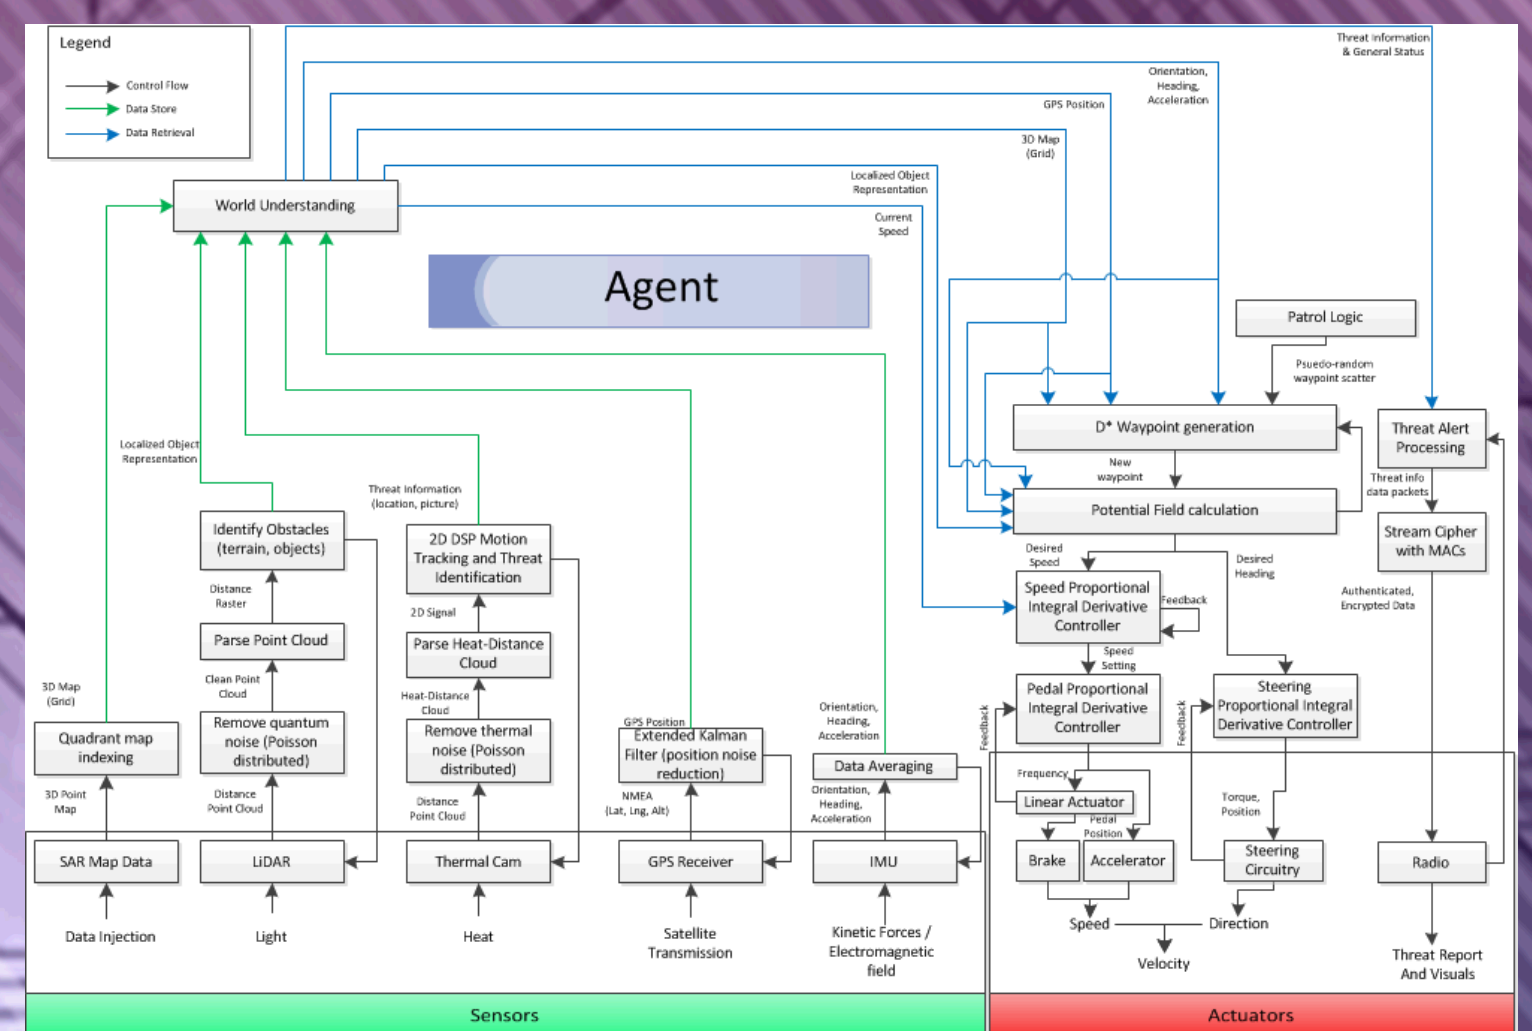 Legend
Control Flow
Data Store
Data Retrieval
Threat Information
& General Status
Orientation,
Heading,
Acceleration
GPS Position
3D Map
(Grid)
Localized Object
Representation
Current
Speed
World Understanding
Agent
Patrol Logic
Psuedo-random
waypoint scatter
D* Waypoint generation
Threat Alert
Processing
New
waypoint
Threat info
data packets
Potential Field calculation
Stream Cipher
with MACs
Desired
Speed
Desired
Heading
Authenticated,
Encrypted Data
Speed Proportional
Integral Derivative
Controller
Feedback
Speed
Setting
Pedal Proportional
Integral Derivative
Controller
Feedback
Steering
Proportional Integral
Derivative Controller
Feedback
Localized Object
Representation
Threat Information
(location, picture)
Identify Obstacles
(terrain, objects)
2D DSP Motion
Tracking and Threat
Identification
Distance
Raster
2D Signal
Parse Point Cloud
Parse Heat-Distance
Cloud
Clean Point
Cloud
Heat-Distance
Cloud
3D Map
(Grid)
Quadrant map
indexing
Remove quantum
noise (Poisson
distributed)
Remove thermal
noise (Poisson
distributed)
GPS Position
Extended Kalman
Filter (position noise
reduction)
Orientation,
Heading,
Acceleration
Data Averaging
3D Point
Map
Distance
Point Cloud
Distance
Point Cloud
NMEA
(Lat, Lng, Alt)
Orientation,
Heading,
Acceleration
Frequency
Linear Actuator
Pedal
Position
Torque,
Position
SAR Map Data
LiDAR
Thermal Cam
GPS Receiver
IMU
Brake
Accelerator
Steering
Circuitry
Radio
Data Injection
Light
Heat
Satellite
Transmission
Kinetic Forces /
Electromagnetic
field
Speed
Direction
Velocity
Threat Report
And Visuals
Sensors
Actuators